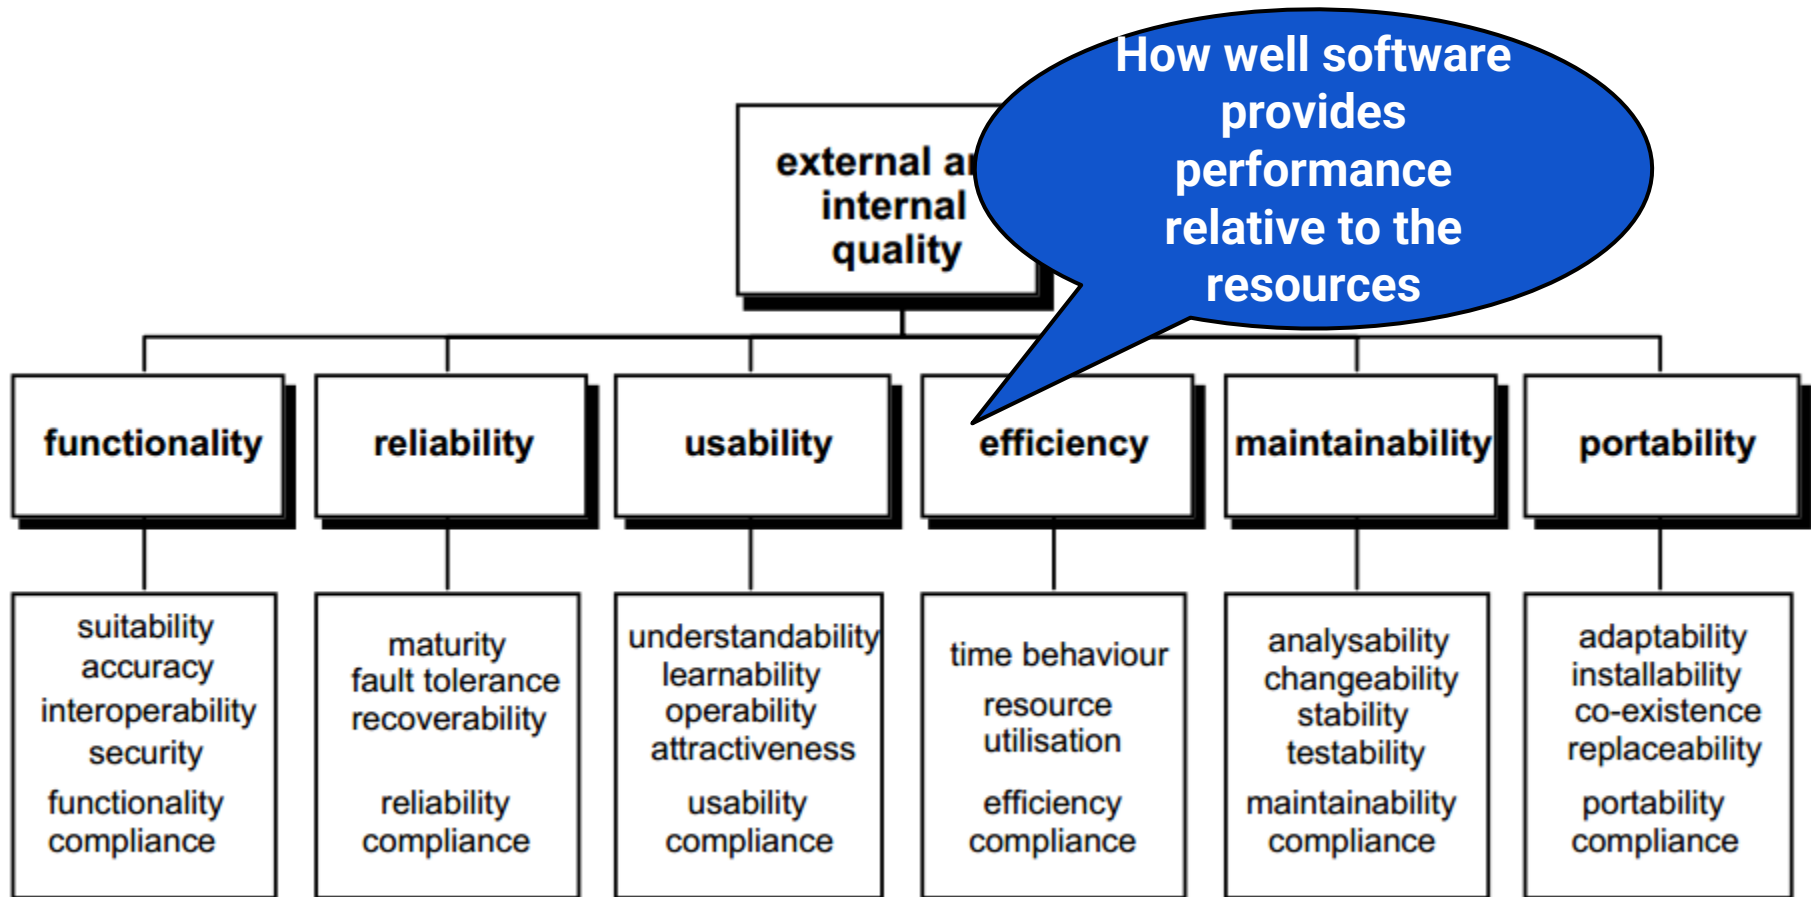 How well software
provides
performance
relative to the
resources
external
internal
quality
functionality
reliability
usability
efficiency
maintainability
portability
suitability
accuracy
interoperability
security
functionality
compliance
maturity
fault tolerance
recoverability
reliability
compliance
understandability
learnability
operability
attractiveness
usability
compliance
time behaviour
resource
utilisation
efficiency
compliance
analysability
changeability
stability
testability
maintainability
compliance
adaptability
installability
co-existence
replaceability
portability
compliance